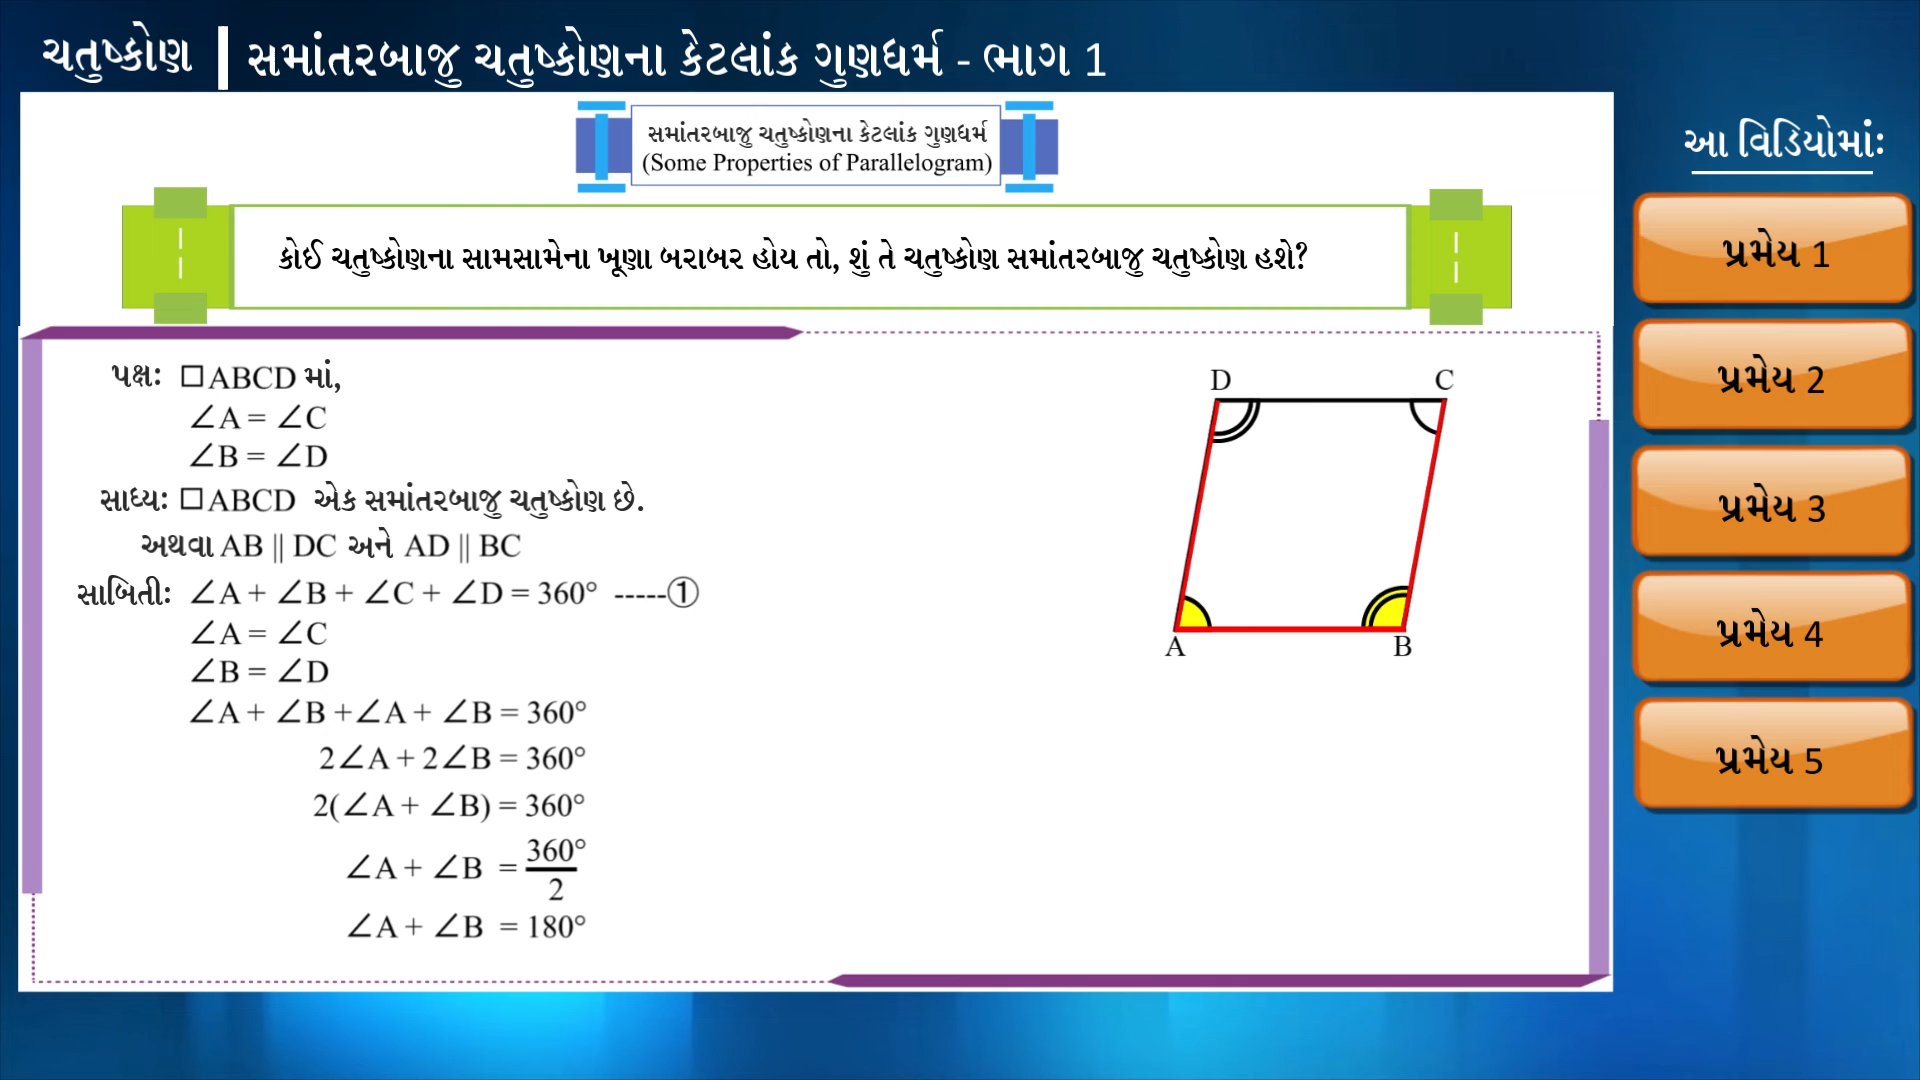 ચતુષ્કોણ | સમાંતરબાજુ ચતુષ્કોણના કેટલાંક ગુણધર્મ - ભાગ 1
સમાંતરબાજુ ચતુષ્કોણના કેટલાંક ગુણધર્મ
(Some Properties of Parallelogram)
કોઈ ચતુષ્કોણના સામસામેના ખૂણા બરાબર હોય તો, શું તે ચતુષ્કોણ સમાંતરબાજુ ચતુષ્કોણ હશે?
પક્ષ: □ABCD માં,
∠A = ∠C
∠B = ∠D
સાધ્ય: □ABCD એક સમાંતરબાજુ ચતુષ્કોણ છે.
અથવા AB || DC અને AD || BC
સાબિતી: ∠A + ∠B + ∠C + ∠D = 360° -----①
∠A = ∠C
∠B = ∠D
∠A + ∠B +∠A + ∠B = 360°
2∠A + 2∠B = 360°
2(∠A + ∠B) = 360°
∠A + ∠B = 360°/2
∠A + ∠B = 180°
D C
A B
આ વિડિયોમાં:
પ્રમેય 1
પ્રમેય 2
પ્રમેય 3
પ્રમેય 4
પ્રમેય 5